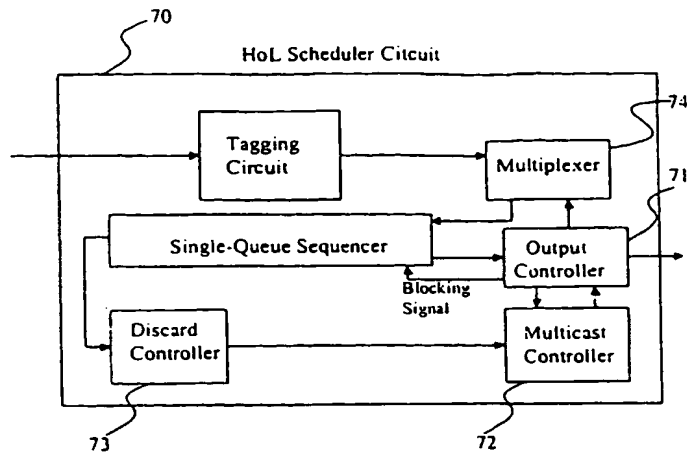 70
HoL Scheduler Citcuit
74
Tagging
Circuit
Multiplexer
71
Single-Queue Sequencer
Output
Controller
Blocking
Signal
Discard
Controller
Multicast
Controller
73
72